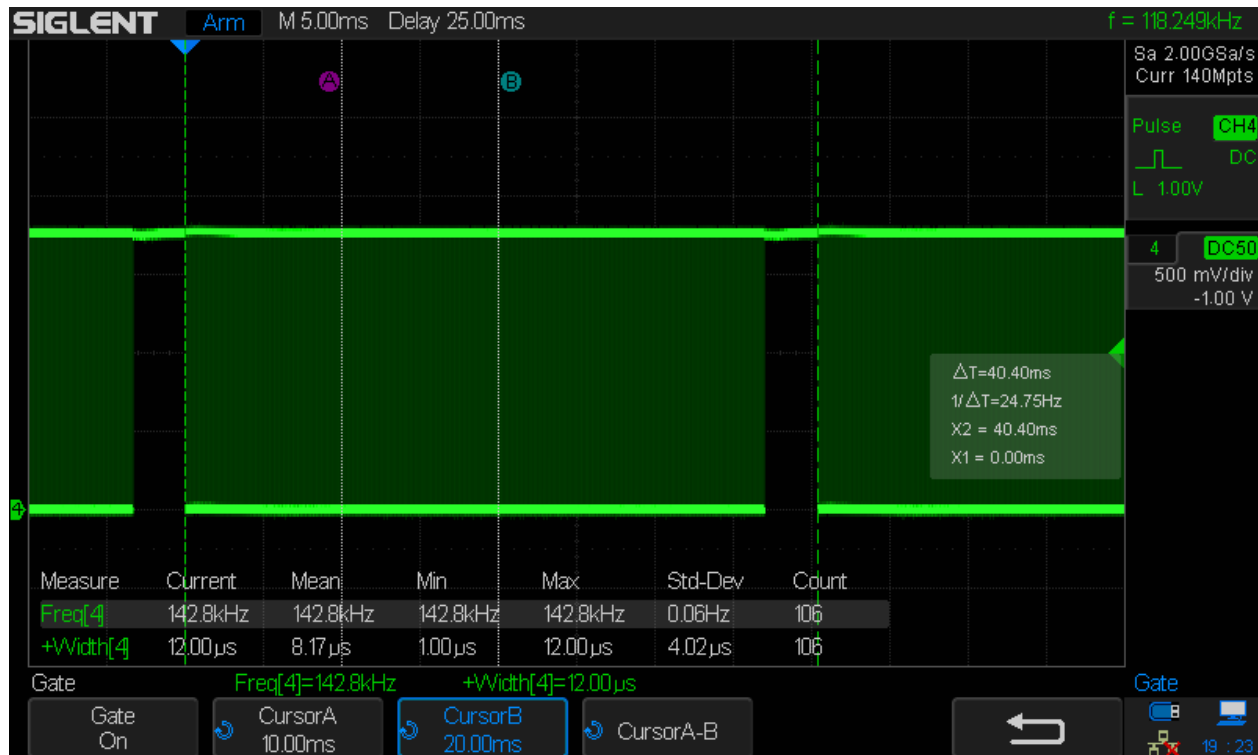 SIGLENT Arm M 5.00ms Delay 25.00ms f = 118.249kHz
Sa 2.00GSa/s
Curr 140Mpts
A B
Pulse CH4
DC
L 1.00V
4 DC50
500 mV/div
-1.00 V
△T=40.40ms
1/△T=24.75Hz
X2 = 40.40ms
X1 = 0.00ms
4
Measure Current Mean Min Max Std-Dev Count
Freq[4] 142.8kHz 142.8kHz 142.8kHz 142.8kHz 0.06Hz 106
+Width[4] 12.00µs 8.17µs 1.00µs 12.00µs 4.02µs 106
Gate Freq[4]=142.8kHz +Width[4]=12.00µs Gate
Gate
On
CursorA
10.00ms
CursorB
20.00ms
CursorA-B
19 : 23